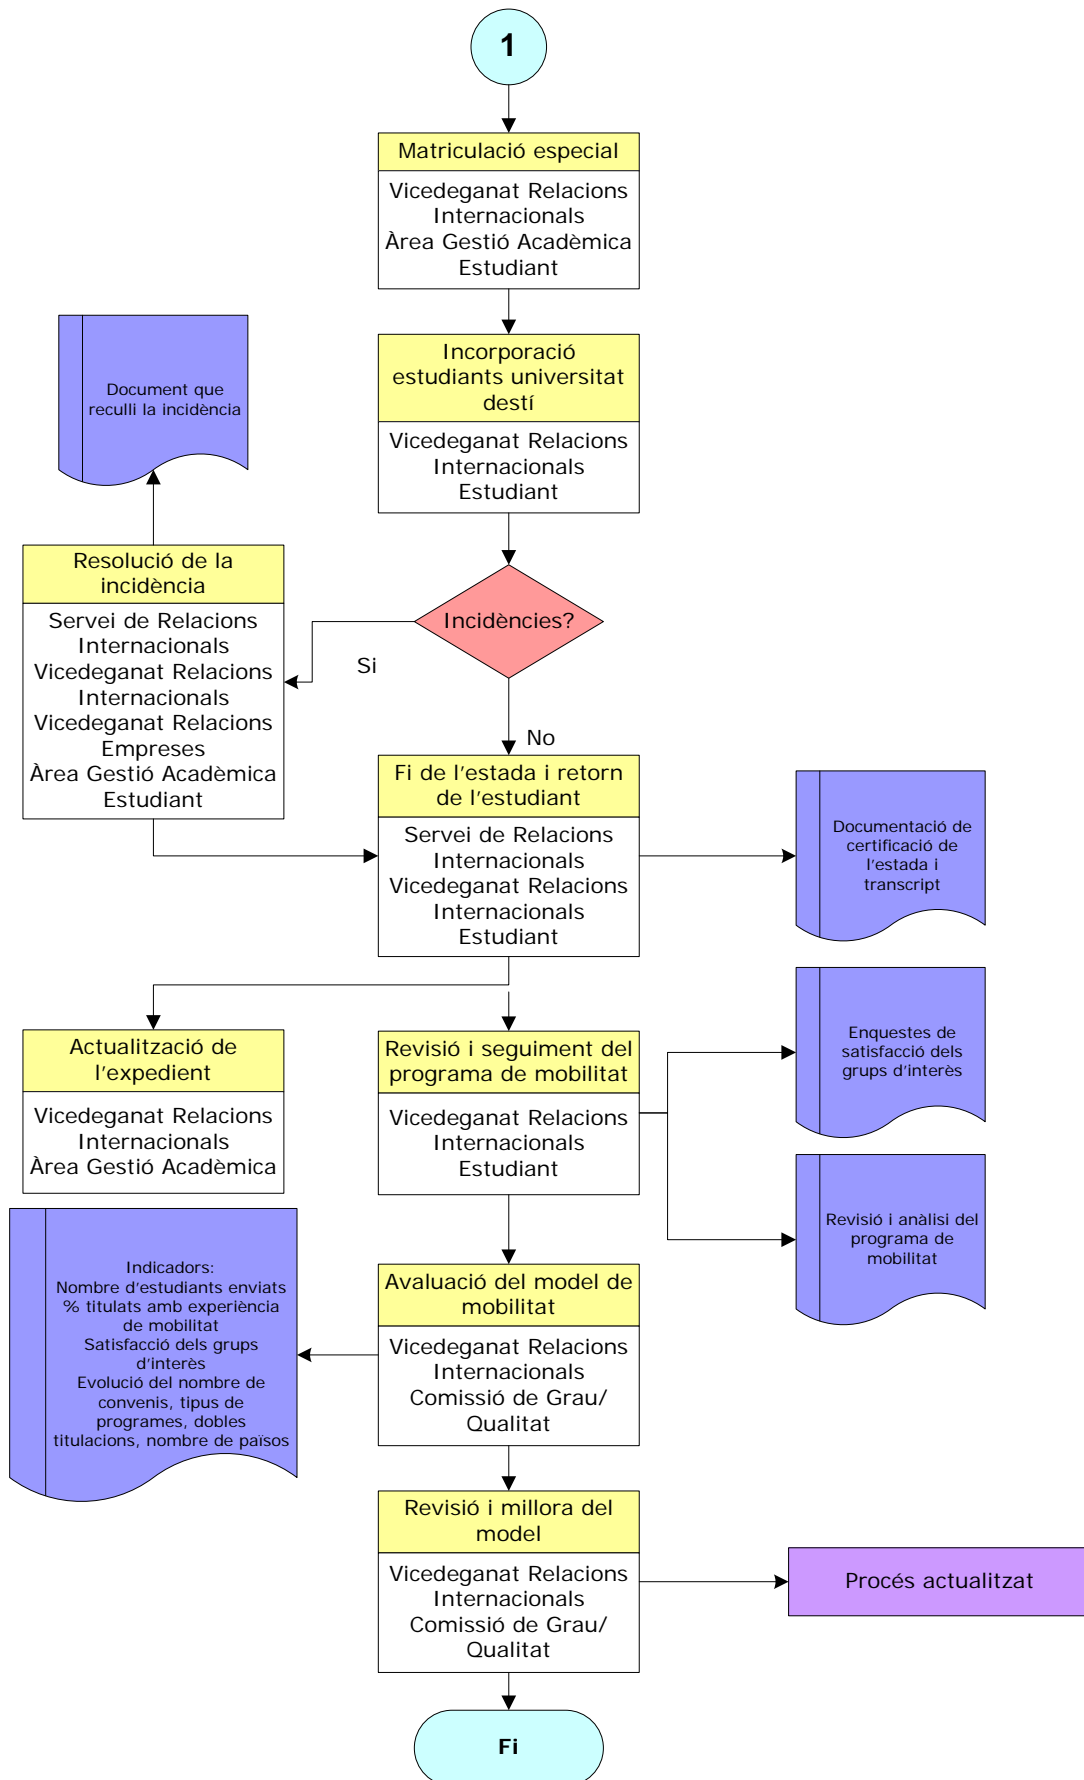 1
Matriculació especial
Vicedeganat Relacions
Internacionals
Àrea Gestió Acadèmica
Estudiant
Incorporació
estudiants universitat
destí
Vicedeganat Relacions
Internacionals
Estudiant
Document que
reculli la incidència
Incidències?
Si
No
Resolució de la
incidència
Servei de Relacions
Internacionals
Vicedeganat Relacions
Internacionals
Vicedeganat Relacions
Empreses
Àrea Gestió Acadèmica
Estudiant
Fi de l'estada i retorn
de l'estudiant
Servei de Relacions
Internacionals
Vicedeganat Relacions
Internacionals
Estudiant
Documentació de
certificació de
l'estada i
transcript
Actualització de
l'expedient
Vicedeganat Relacions
Internacionals
Àrea Gestió Acadèmica
Revisió i seguiment del
programa de mobilitat
Vicedeganat Relacions
Internacionals
Estudiant
Enquestes de
satisfacció dels
grups d'interès
Revisió i anàlisi del
programa de
mobilitat
Indicadors:
Nombre d'estudiants enviats
% titulats amb experiència
de mobilitat
Satisfacció dels grups
d'interès
Evolució del nombre de
convenis, tipus de
programes, dobles
titulacions, nombre de països
Avaluació del model de
mobilitat
Vicedeganat Relacions
Internacionals
Comissió de Grau/
Qualitat
Revisió i millora del
model
Vicedeganat Relacions
Internacionals
Comissió de Grau/
Qualitat
Procés actualitzat
Fi